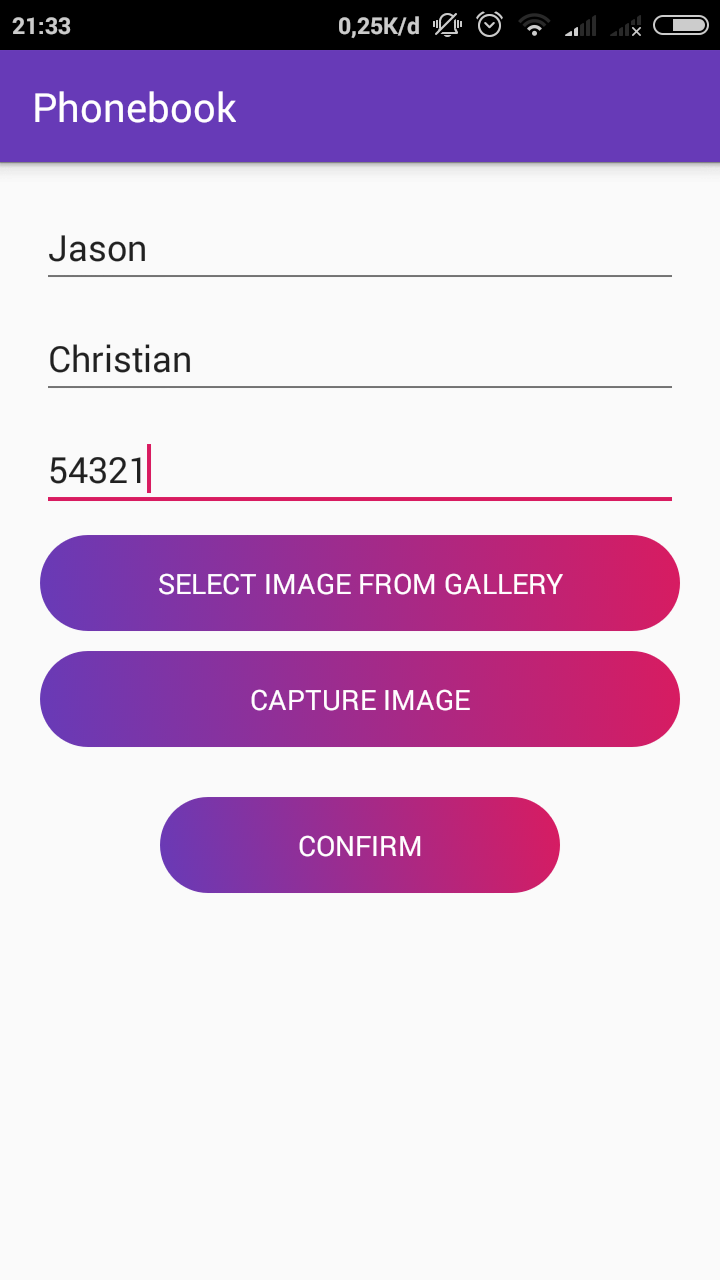 21:33 0,25K/d
Phonebook
Jason
Christian
54321
SELECT IMAGE FROM GALLERY
CAPTURE IMAGE
CONFIRM